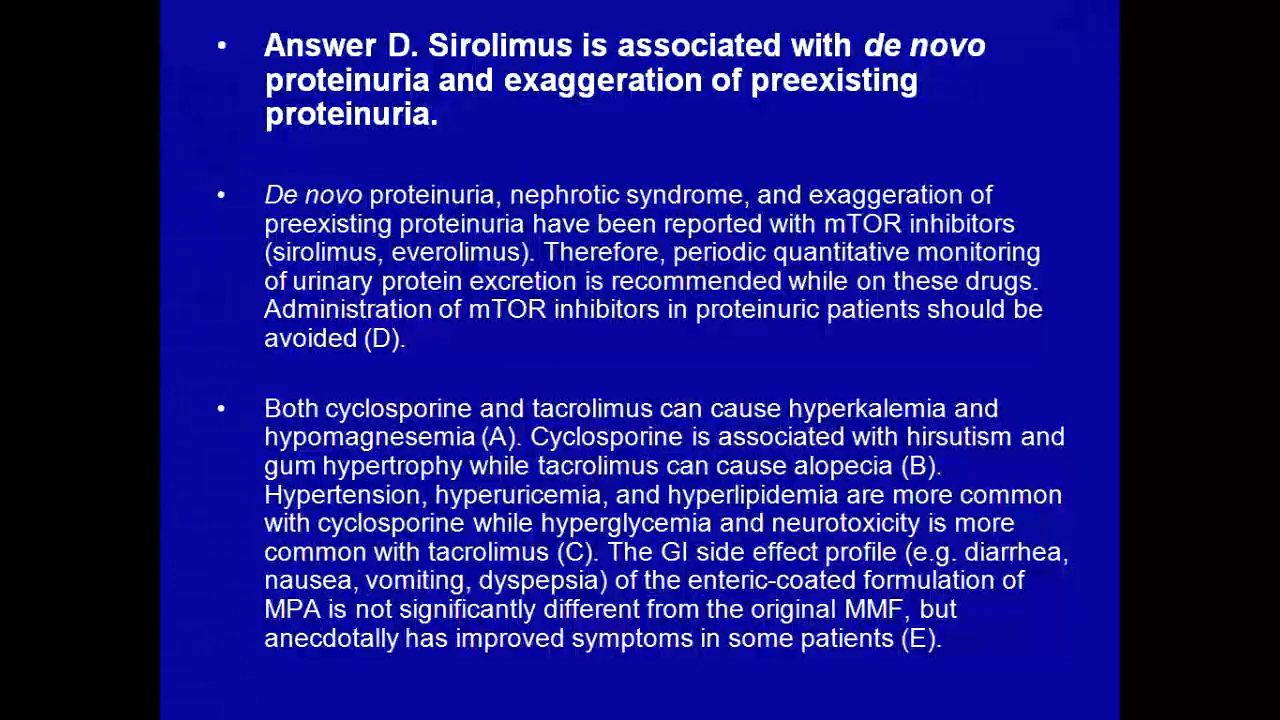 • Answer D. Sirolimus is associated with de novo
proteinuria and exaggeration of preexisting
proteinuria.
• De novo proteinuria, nephrotic syndrome, and exaggeration of
preexisting proteinuria have been reported with mTOR inhibitors
(sirolimus, everolimus). Therefore, periodic quantitative monitoring
of urinary protein excretion is recommended while on these drugs.
Administration of mTOR inhibitors in proteinuric patients should be
avoided (D).
• Both cyclosporine and tacrolimus can cause hyperkalemia and
hypomagnesemia (A). Cyclosporine is associated with hirsutism and
gum hypertrophy while tacrolimus can cause alopecia (B).
Hypertension, hyperuricemia, and hyperlipidemia are more common
with cyclosporine while hyperglycemia and neurotoxicity is more
common with tacrolimus (C). The GI side effect profile (e.g. diarrhea,
nausea, vomiting, dyspepsia) of the enteric-coated formulation of
MPA is not significantly different from the original MMF, but
anecdotally has improved symptoms in some patients (E).